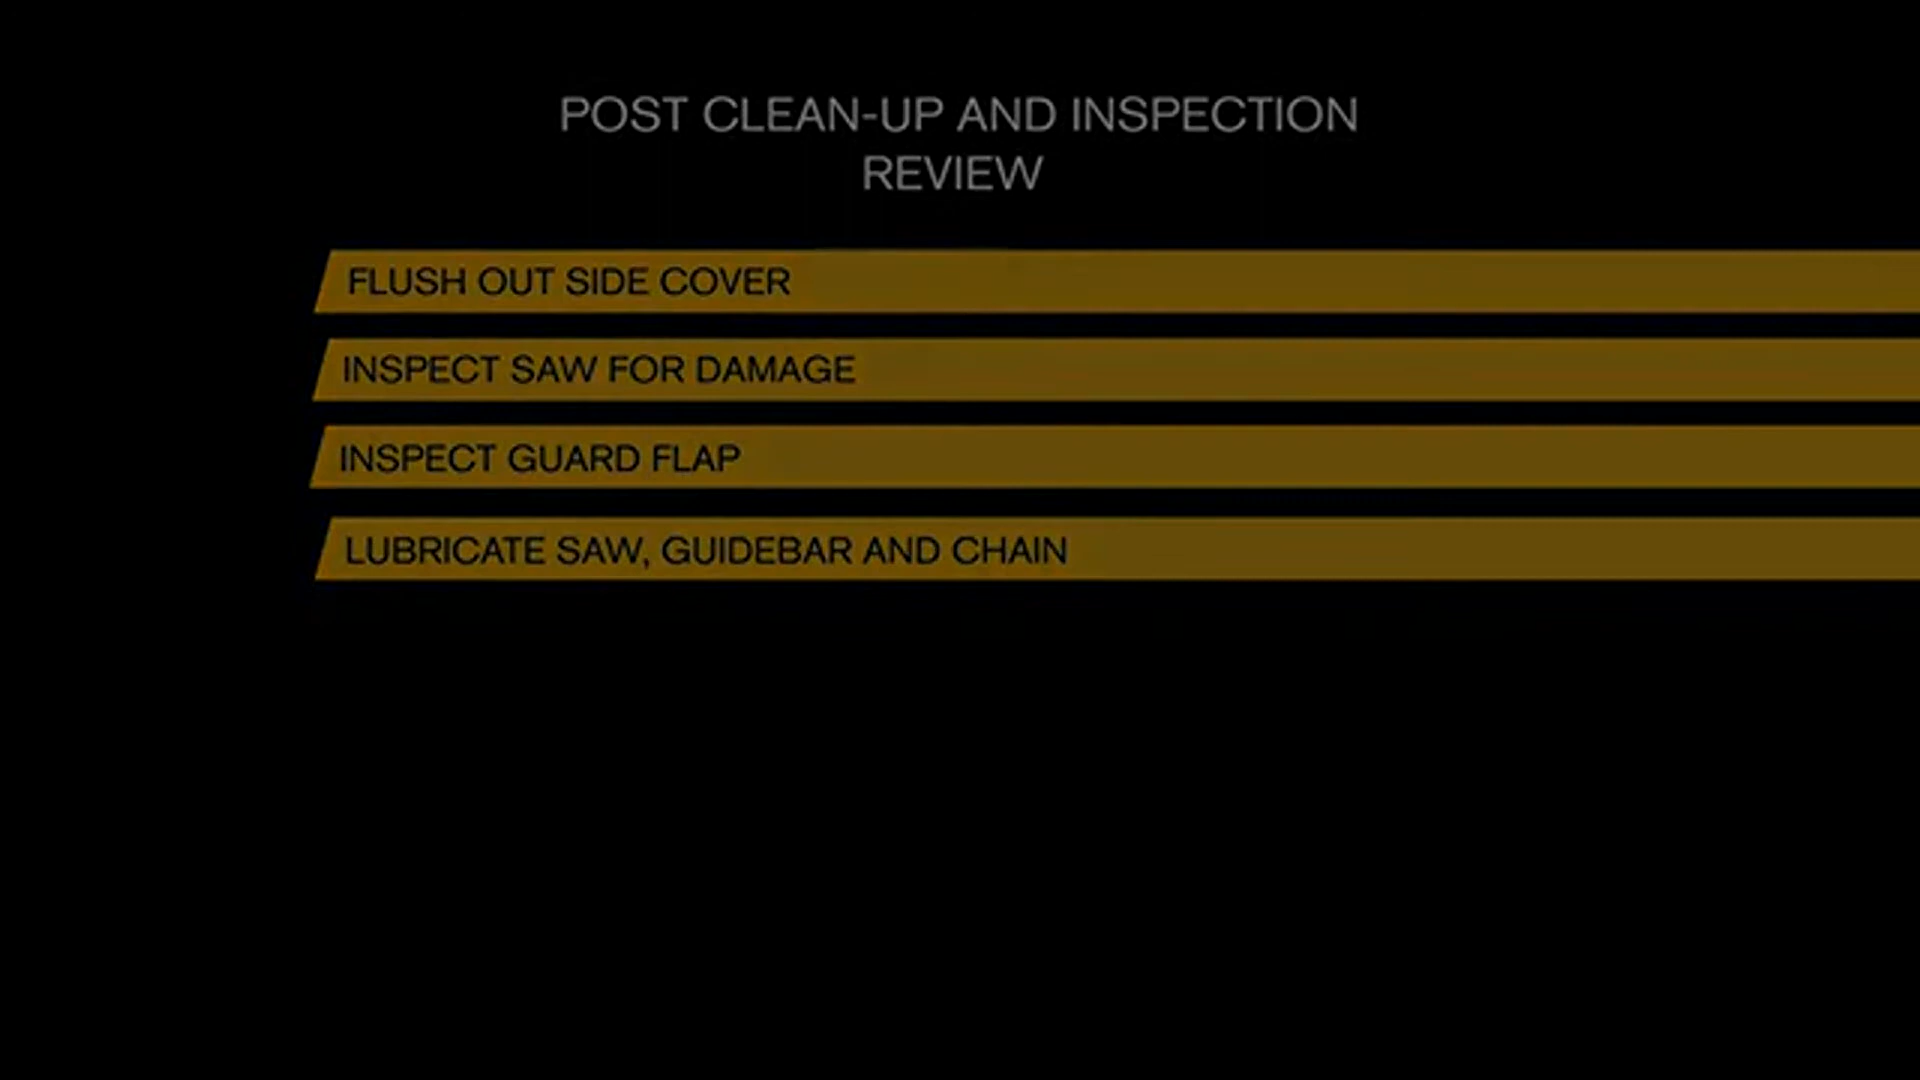 POST CLEAN-UP AND INSPECTION
REVIEW
FLUSH OUT SIDE COVER
INSPECT SAW FOR DAMAGE
INSPECT GUARD FLAP
LUBRICATE SAW, GUIDEBAR AND CHAIN